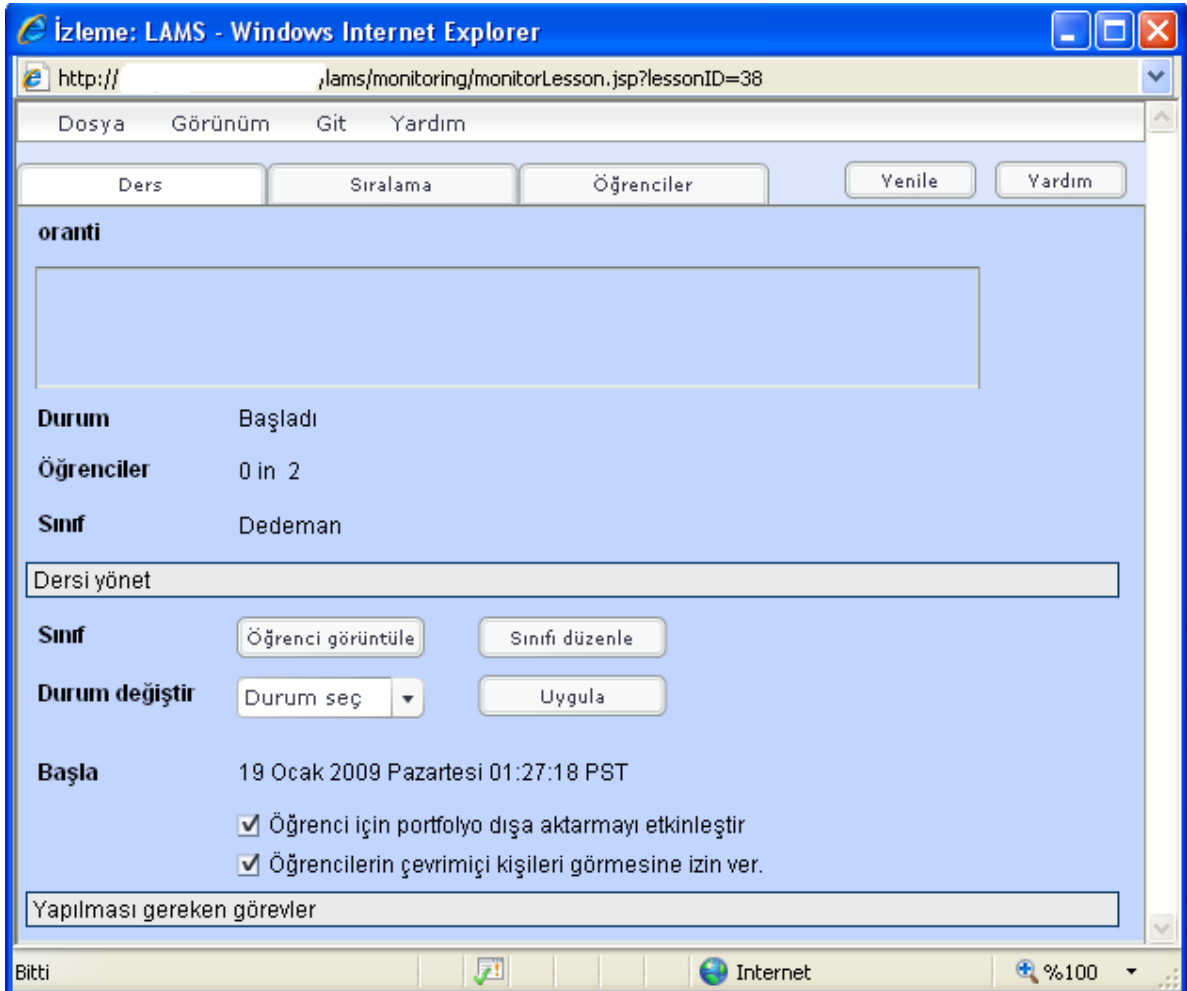 İzleme: LAMS - Windows Internet Explorer
http:// /lams/monitoring/monitorLesson.jsp?lessonID=38
Dosya Görünüm Git Yardım
Ders Sıralama Öğrenciler Yenile Yardım
oranti
Durum Başladı
Öğrenciler 0 in 2
Sınıf Dedeman
Dersi yönet
Sınıf Öğrenci görüntüle Sınıfı düzenle
Durum değiştir Durum seç Uygula
Başla 19 Ocak 2009 Pazartesi 01:27:18 PST
Öğrenci için portfolyo dışa aktarmayı etkinleştir
Öğrencilerin çevrimiçi kişileri görmesine izin ver.
Yapılması gereken görevler
Bitti Internet %100